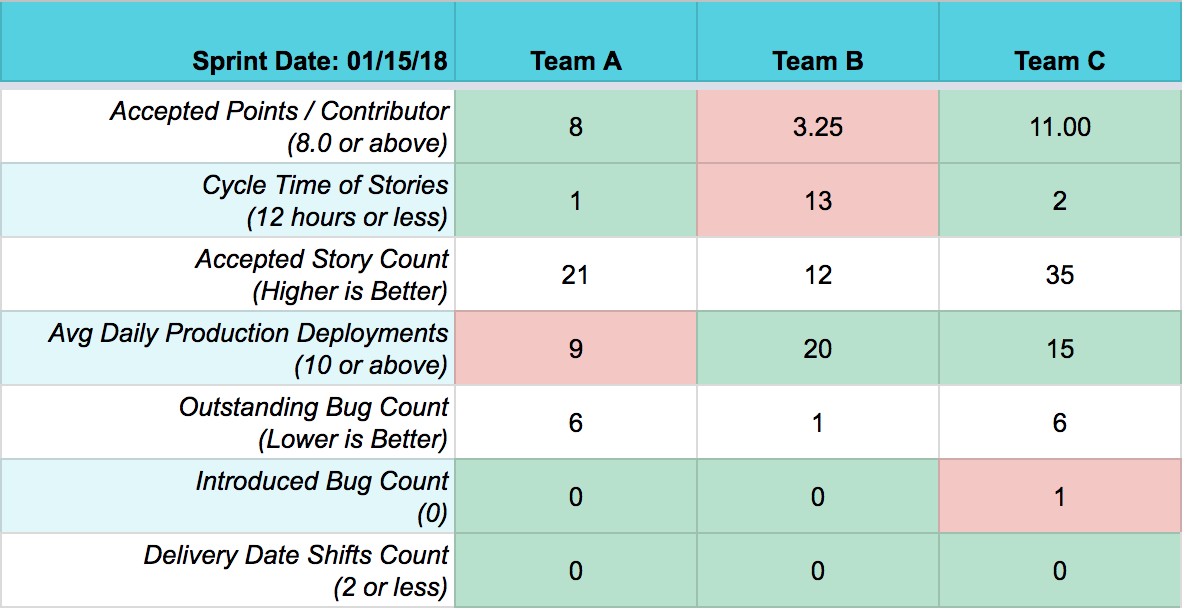 Sprint Date: 01/15/18 Team A Team B Team C
Accepted Points / Contributor
(8.0 or above) 8 3.25 11.00
Cycle Time of Stories
(12 hours or less) 1 13 2
Accepted Story Count
(Higher is Better) 21 12 35
Avg Daily Production Deployments
(10 or above) 9 20 15
Outstanding Bug Count
(Lower is Better) 6 1 6
Introduced Bug Count
(0) 0 0 1
Delivery Date Shifts Count
(2 or less) 0 0 0